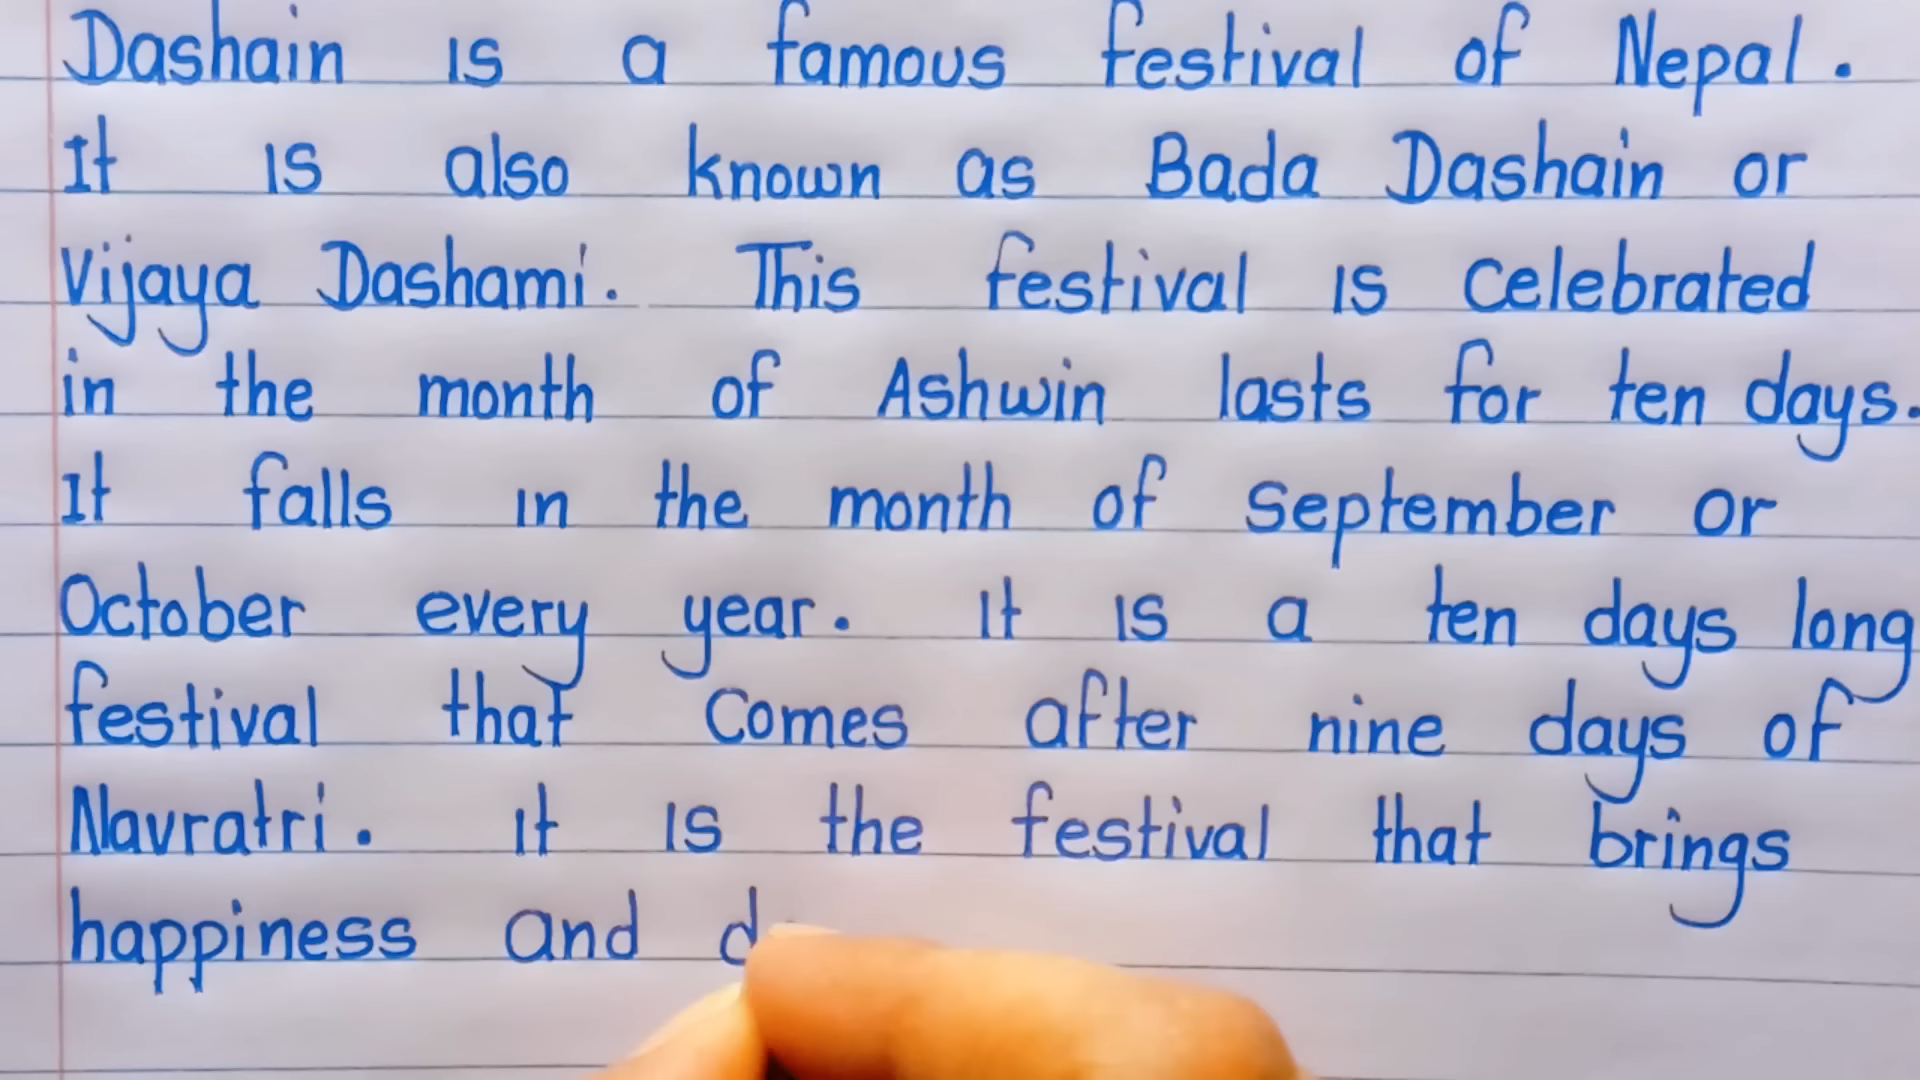 Dashain is a famous festival of Nepal.
It is also known as Bada Dashain or
Vijaya Dashami. This festival is celebrated
in the month of Ashwin lasts for ten days.
It falls in the month of September or
October every year. It is a ten days long
festival that comes after nine days of
Navratri. It is the festival that brings
happiness and d